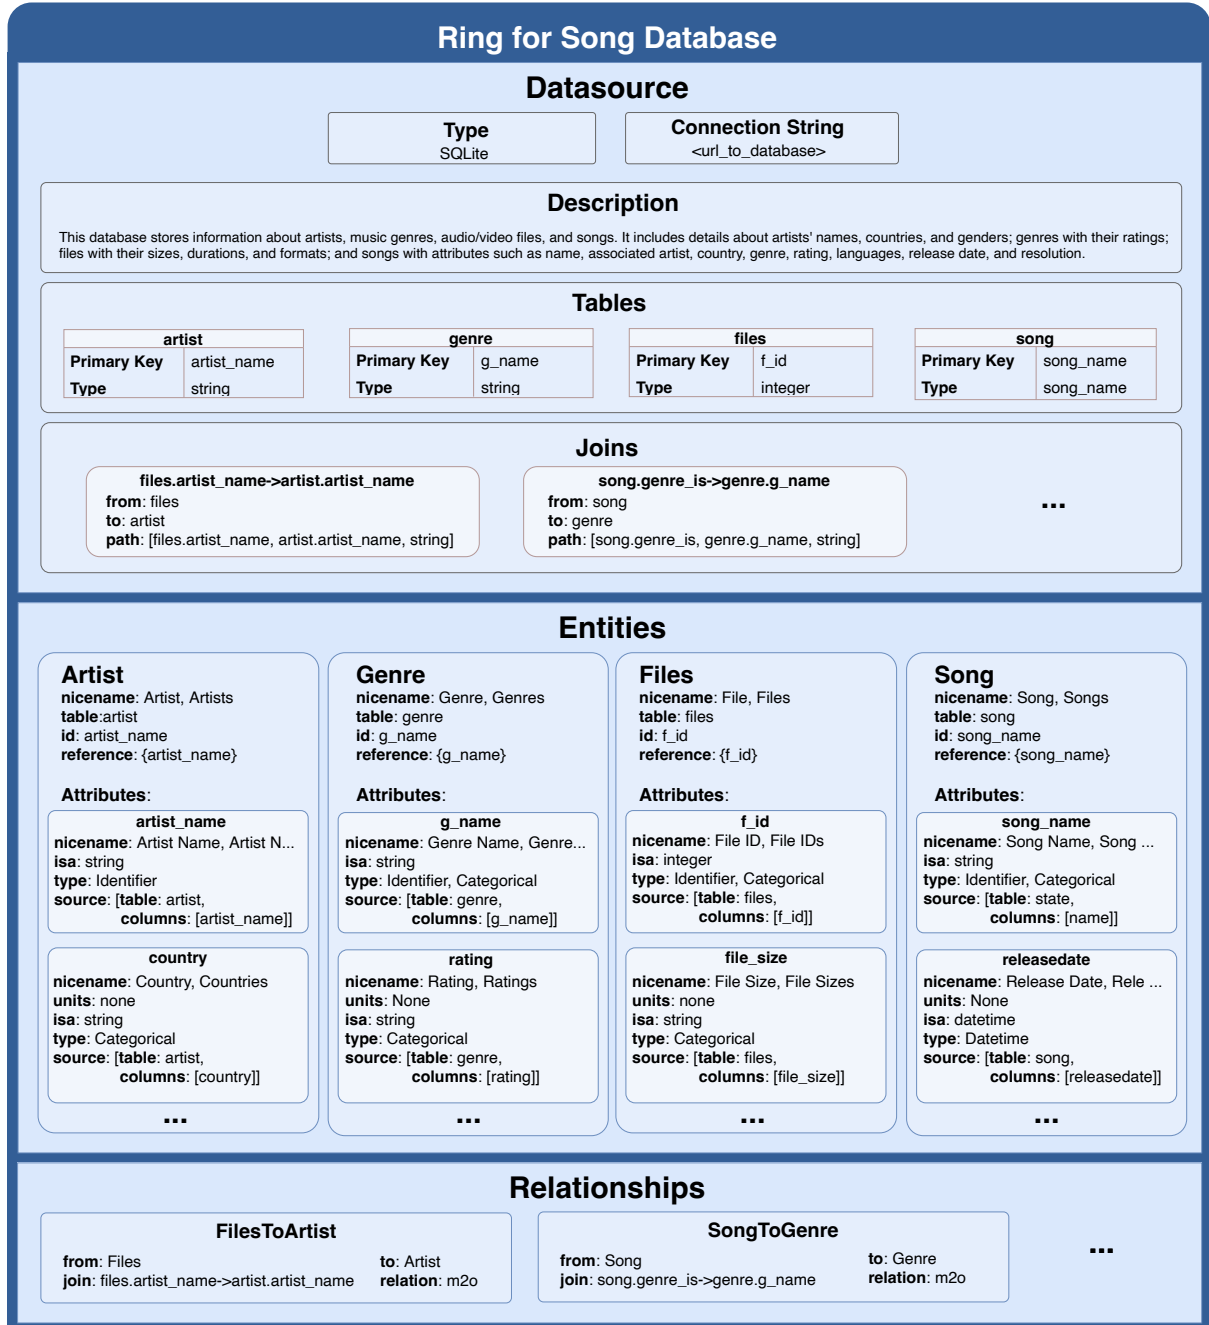 Ring for Song Database
Datasource
Type
SQLite
Connection String
<url_to_database>
Description
This database stores information about artists, music genres, audio/video files, and songs. It includes details about artists' names, countries, and genders; genres with their ratings;
files with their sizes, durations, and formats; and songs with attributes such as name, associated artist, country, genre, rating, languages, release date, and resolution.
Tables
artist
Primary Key artist_name
Type string
genre
Primary Key g_name
Type string
files
Primary Key f_id
Type integer
song
Primary Key song_name
Type song_name
Joins
files.artist_name->artist.artist_name
from: files
to: artist
path: [files.artist_name, artist.artist_name, string]
song.genre_is->genre.g_name
from: song
to: genre
path: [song.genre_is, genre.g_name, string]
...
Entities
Artist
nicename: Artist, Artists
table:artist
id: artist_name
reference: {artist_name}
Attributes:
artist_name
nicename: Artist Name, Artist N...
isa: string
type: Identifier
source: [table: artist,
columns: [artist_name]]
country
nicename: Country, Countries
units: none
isa: string
type: Categorical
source: [table: artist,
columns: [country]]
...
Genre
nicename: Genre, Genres
table: genre
id: g_name
reference: {g_name}
Attributes:
g_name
nicename: Genre Name, Genre...
isa: string
type: Identifier, Categorical
source: [table: genre,
columns: [g_name]]
rating
nicename: Rating, Ratings
units: None
isa: string
type: Categorical
source: [table: genre,
columns: [rating]]
...
Files
nicename: File, Files
table: files
id: f_id
reference: {f_id}
Attributes:
f_id
nicename: File ID, File IDs
isa: integer
type: Identifier, Categorical
source: [table: files,
columns: [f_id]]
file_size
nicename: File Size, File Sizes
units: none
isa: string
type: Categorical
source: [table: files,
columns: [file_size]]
...
Song
nicename: Song, Songs
table: song
id: song_name
reference: {song_name}
Attributes:
song_name
nicename: Song Name, Song ...
isa: string
type: Identifier, Categorical
source: [table: state,
columns: [name]]
releasedate
nicename: Release Date, Rele ...
units: None
isa: datetime
type: Datetime
source: [table: song,
columns: [releasedate]]
...
Relationships
FilesToArtist
from: Files to: Artist
join: files.artist_name->artist.artist_name relation: m2o
SongToGenre
from: Song to: Genre
join: song.genre_is->genre.g_name relation: m2o
...